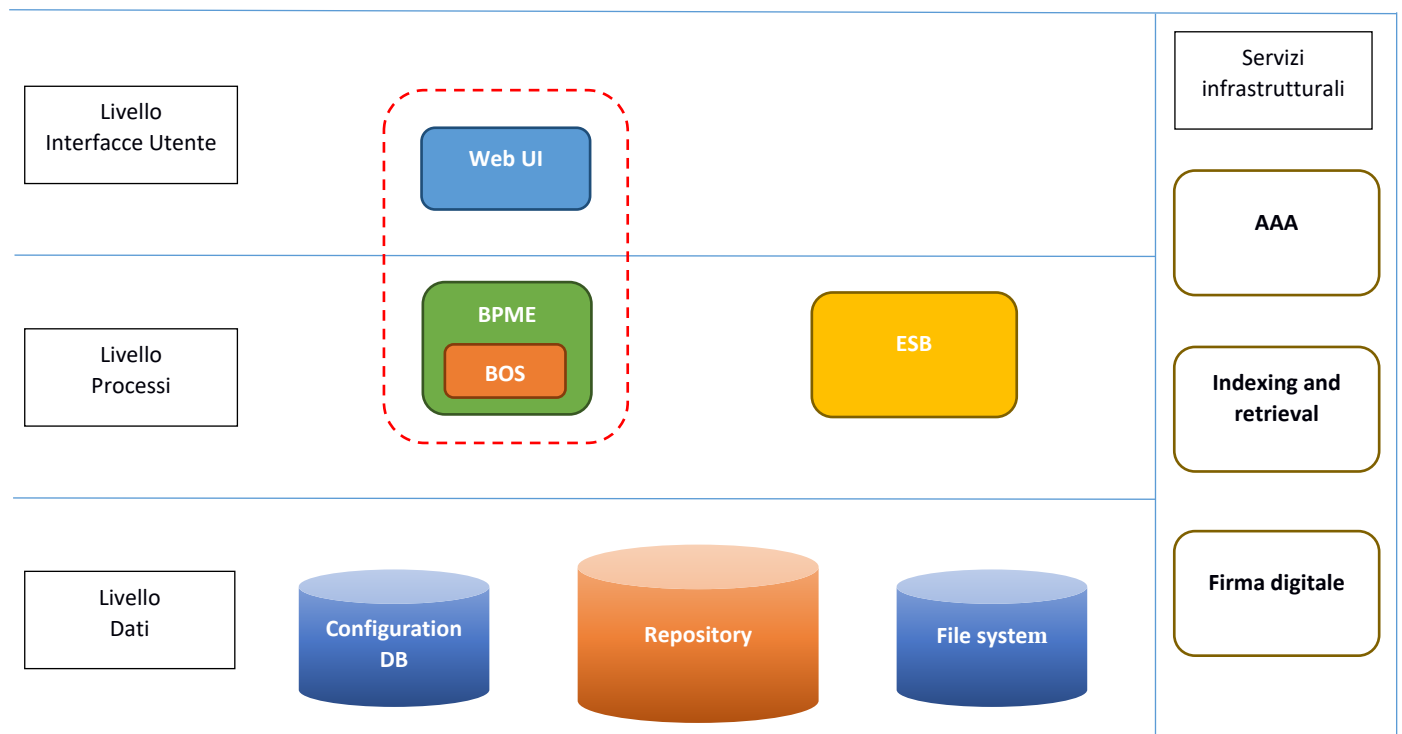 Livello
Interfacce Utente
Web UI
Servizi
infrastrutturali
AAA
Livello
Processi
BPME
BOS
ESB
Indexing and
retrieval
Livello
Dati
Configuration
DB
Repository
File system
Firma digitale